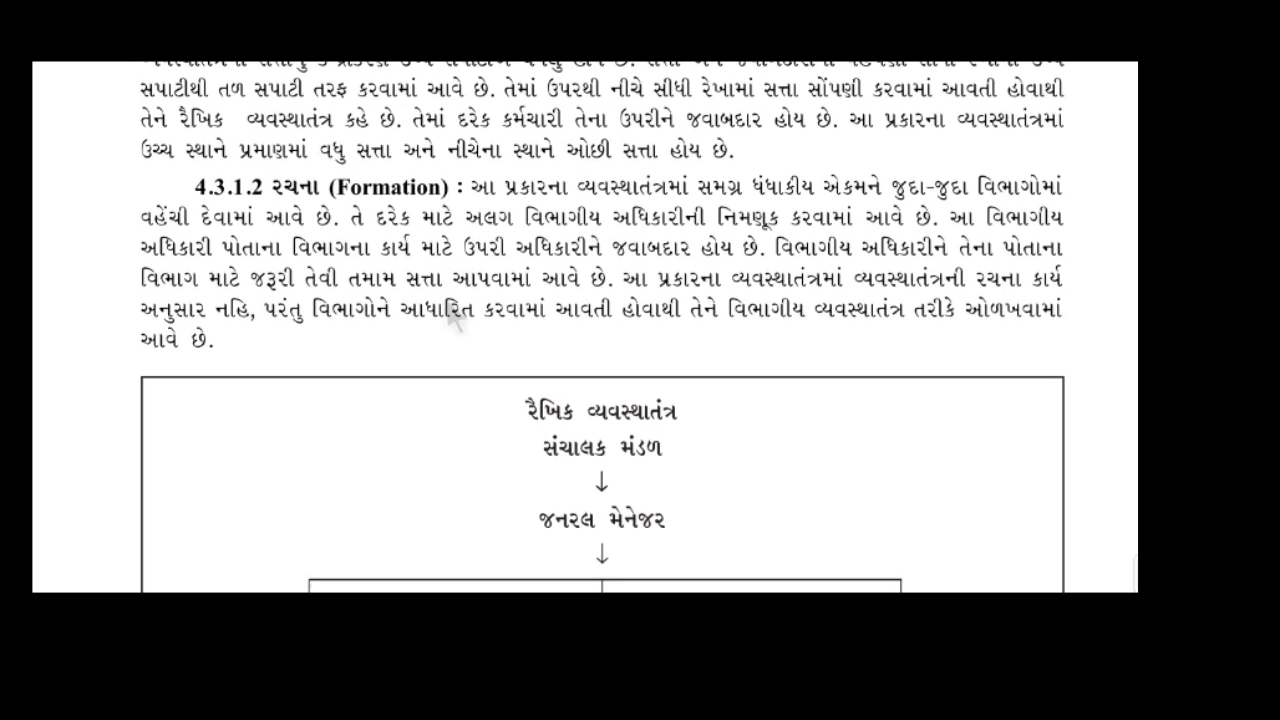 સપાટીથી તળ સપાટી તરફ કરવામાં આવે છે. તેમાં ઉપરથી નીચે સીધી રેખામાં સત્તા સોંપણી કરવામાં આવતી હોવાથી
તેને રૈખિક વ્યવસ્થાતંત્ર કહે છે. તેમાં દરેક કર્મચારી તેના ઉપરીને જવાબદાર હોય છે. આ પ્રકારના વ્યવસ્થાતંત્રમાં
ઉચ્ચ સ્થાને પ્રમાણમાં વધુ સત્તા અને નીચેના સ્થાને ઓછી સત્તા હોય છે.
4.3.1.2 રચના (Formation) : આ પ્રકારના વ્યવસ્થાતંત્રમાં સમગ્ર ધંધાકીય એકમને જુદા-જુદા વિભાગોમાં
વહેંચી દેવામાં આવે છે. તે દરેક માટે અલગ વિભાગીય અધિકારીની નિમણૂક કરવામાં આવે છે. આ વિભાગીય
અધિકારી પોતાના વિભાગના કાર્ય માટે ઉપરી અધિકારીને જવાબદાર હોય છે. વિભાગીય અધિકારીને તેના પોતાના
વિભાગ માટે જરૂરી તેવી તમામ સત્તા આપવામાં આવે છે. આ પ્રકારના વ્યવસ્થાતંત્રમાં વ્યવસ્થાતંત્રની રચના કાર્ય
અનુસાર નહિ, પરંતુ વિભાગોને આધારિત કરવામાં આવતી હોવાથી તેને વિભાગીય વ્યવસ્થાતંત્ર તરીકે ઓળખવામાં
આવે છે.
રૈખિક વ્યવસ્થાતંત્ર
સંચાલક મંડળ
↓
જનરલ મેનેજર
↓